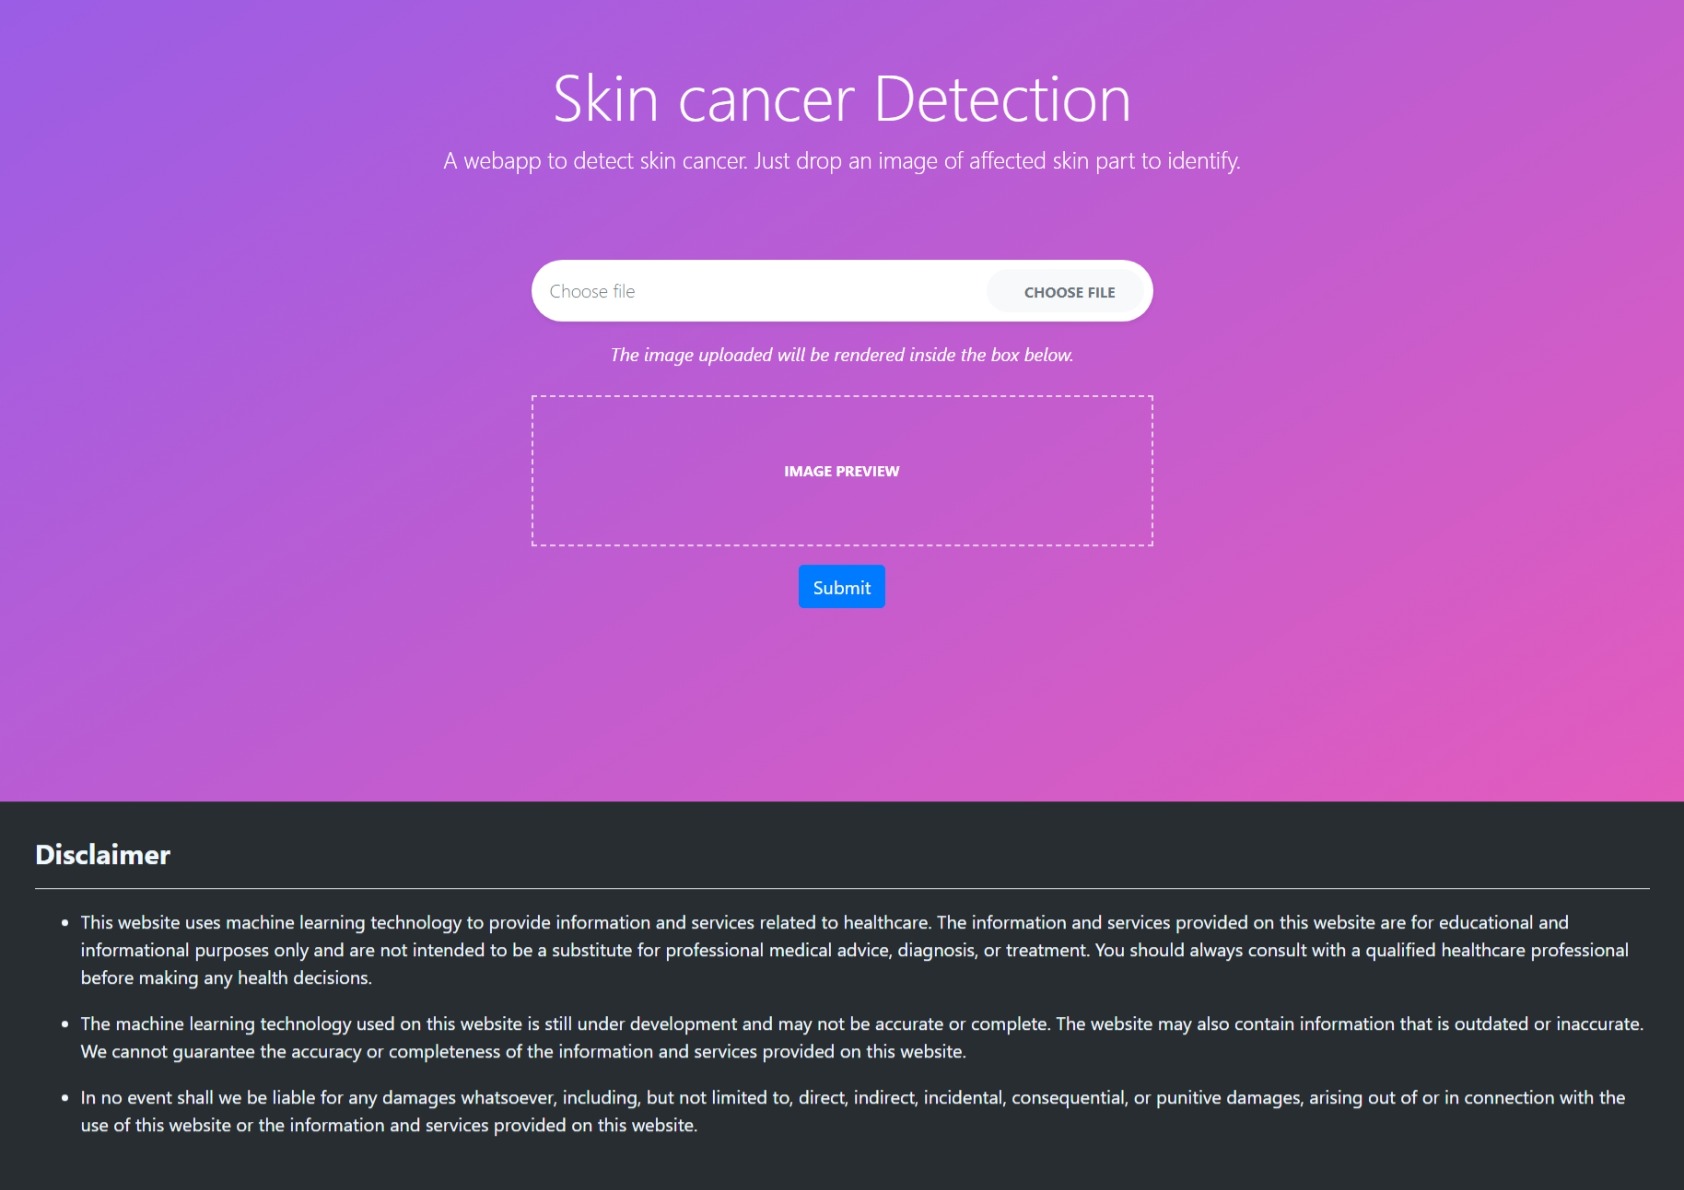 Skin cancer Detection
A webapp to detect skin cancer. Just drop an image of affected skin part to identify.
Choose file
CHOOSE FILE
The image uploaded will be rendered inside the box below.
IMAGE PREVIEW
Submit
Disclaimer
• This website uses machine learning technology to provide information and services related to healthcare. The information and services provided on this website are for educational and
informational purposes only and are not intended to be a substitute for professional medical advice, diagnosis, or treatment. You should always consult with a qualified healthcare professional
before making any health decisions.
• The machine learning technology used on this website is still under development and may not be accurate or complete. The website may also contain information that is outdated or inaccurate.
We cannot guarantee the accuracy or completeness of the information and services provided on this website.
• In no event shall we be liable for any damages whatsoever, including, but not limited to, direct, indirect, incidental, consequential, or punitive damages, arising out of or in connection with the
use of this website or the information and services provided on this website.